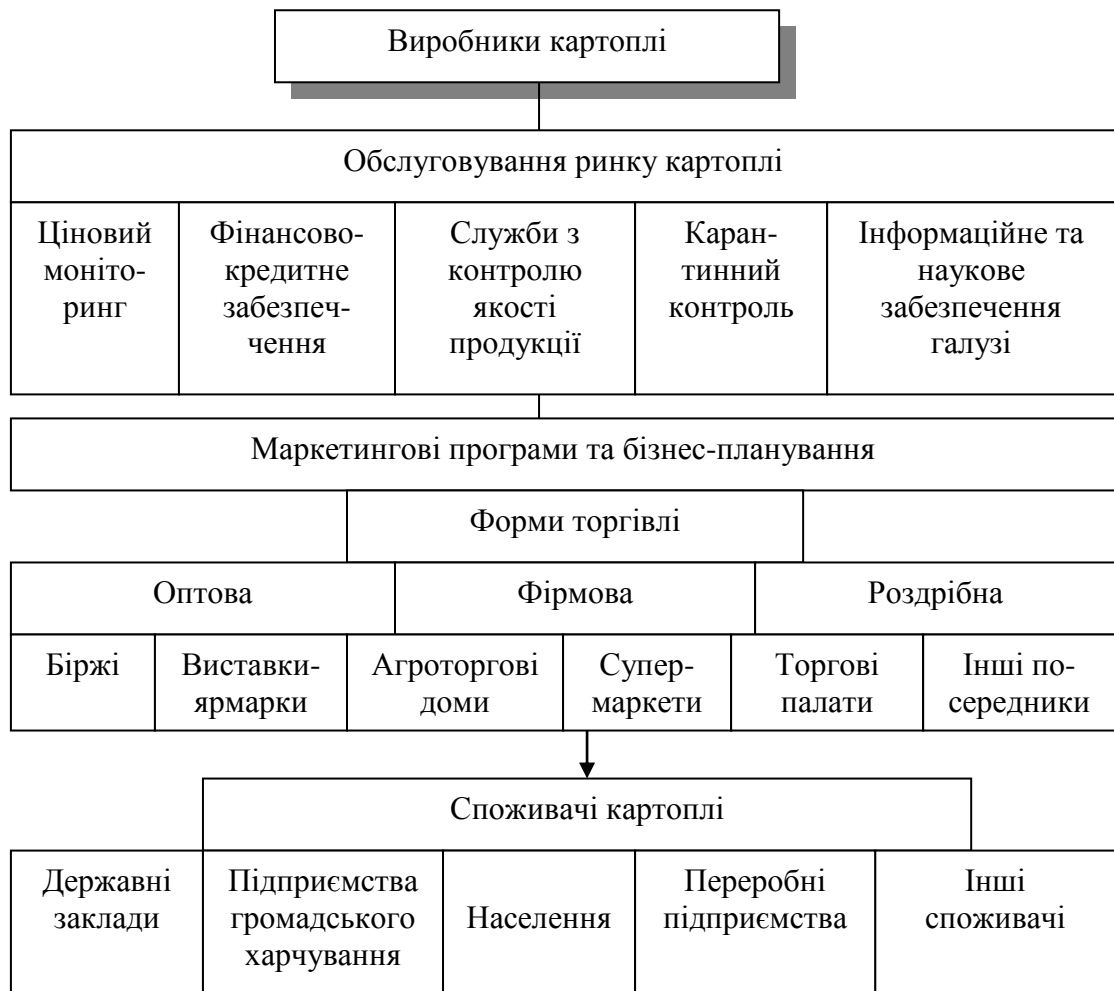 Виробники картоплі
Обслуговування ринку картоплі
Ціновий
моніто-
ринг
Фінансово-
кредитне
забезпеч-
чення
Служби з
контролю
якості
продукції
Каран-
тинний
контроль
Інформаційне та
наукове
забезпечення
галузі
Маркетингові програми та бізнес-планування
Форми торгівлі
Оптова
Фірмова
Роздрібна
Біржі
Виставки-
ярмарки
Агроторгові
доми
Супер-
маркети
Торгові
палати
Інші по-
середники
Споживачі картоплі
Державні
заклади
Підприємства
громадського
харчування
Населення
Переробні
підприємства
Інші
споживачі